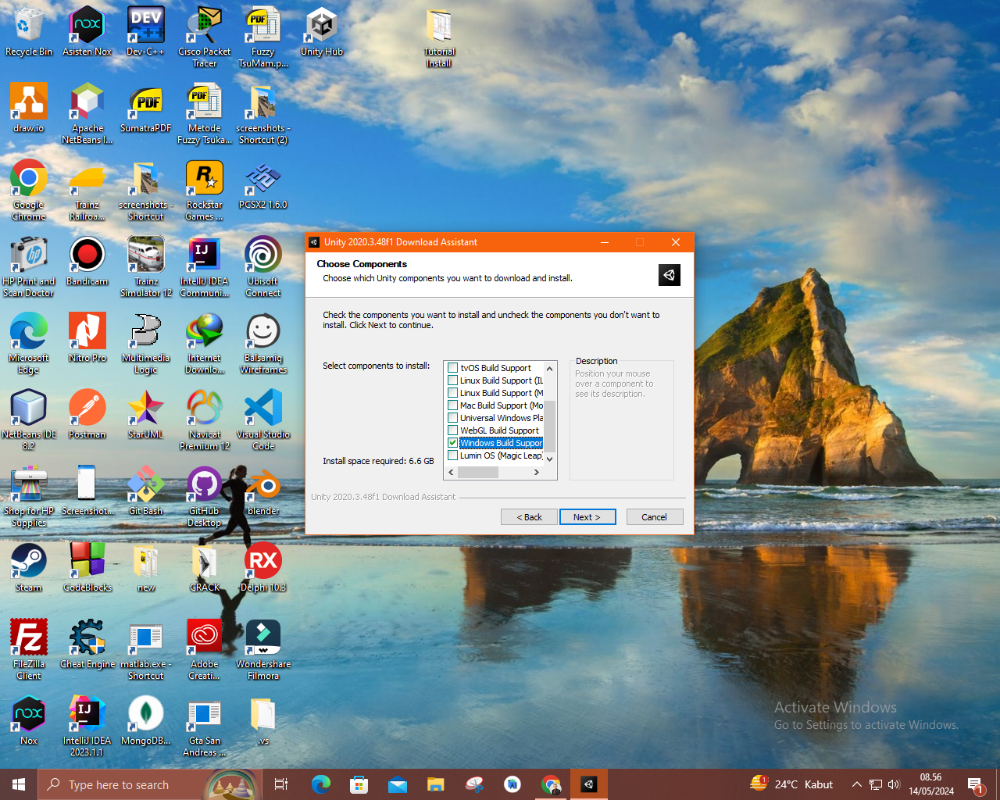 Recycle Bin
Asisten Nox
Dev-C++
Cisco Packet
Tracer
Fuzzy
TsuMam.p...
Unity Hub
Tutorial
Install
draw.io
Apache
NetBeans I...
SumatraPDF
Metode
Fuzzy Tsuka...
screenshots -
Shortcut (2)
Google
Chrome
Trainz
Railroa...
screenshots -
Shortcut
Rockstar
Games ...
PCSX2 1.6.0
HP Print and
Scan Doctor
Bandicam
Trainz
Simulator 12
IntelliJ IDEA
Communi...
Ubisoft
Connect
Microsoft
Edge
Nitro Pro
Multimedia
Logic
Internet
Downlo...
Balsamiq
Wireframes
NetBeans IDE
8.2
Postman
StarUML
Navicat
Premium 12
Visual Studio
Code
Shop for HP
Supplies
Screenshot...
Git Bash
GitHub
Desktop
blender
Steam
CodeBlocks
new
CRACK
Delphi 10.3
FileZilla
Client
Cheat Engine
matlab.exe -
Shortcut
Adobe
Creati...
Wondershare
Filmora
Nox
IntelliJ IDEA
2023.1.1
MongoDB...
Gta San
Andreas ...
.vs
Unity 2020.3.48f1 Download Assistant
Choose Components
Choose which Unity components you want to download and install.
Check the components you want to install and uncheck the components you don't want to
install. Click Next to continue.
Select components to install:
tvOS Build Support
Linux Build Support (IL
Linux Build Support (M
Mac Build Support (Mo
Universal Windows Pla
WebGL Build Support
Windows Build Suppor
Lumin OS (Magic Leap)
Description
Position your mouse
over a component to
see its description.
Install space required: 6.6 GB
Unity 2020.3.48f1 Download Assistant
< Back
Next >
Cancel
Activate Windows
Go to Settings to activate Windows.
Type here to search
24°C Kabut
08.56
14/05/2024
1